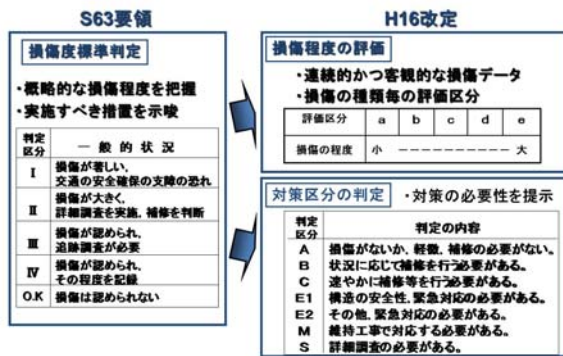 S63要領
損傷度標準判定
・概略的な損傷程度を把握
・実施すべき措置を示唆
判定区分 一般的状況
I 損傷が著しい、
交通の安全確保の支障の恐れ
II 損傷が大きく、
詳細調査を実施、補修を判断
III 損傷が認められ、
追跡調査が必要
IV 損傷が認められ、
その程度を記録
O.K 損傷は認められない
H16改定
損傷程度の評価
・連続的かつ客観的な損傷データ
・損傷の種類毎の評価区分
評価区分 a b c d e
損傷の程度 小 ---------- 大
対策区分の判定 ・対策の必要性を提示
判定区分 判定の内容
A 損傷がないか、軽微、補修の必要がない。
B 状況に応じて補修を行う必要がある。
C 速やかに補修等を行う必要がある。
E1 構造の安全性、緊急対応の必要がある。
E2 その他、緊急対応の必要がある。
M 維持工事で対応する必要がある。
S 詳細調査の必要がある。